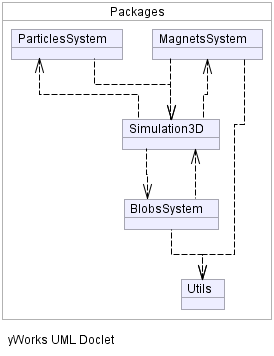 Packages
ParticlesSystem
MagnetsSystem
Simulation3D
BlobsSystem
Utils
yWorks UML Doclet